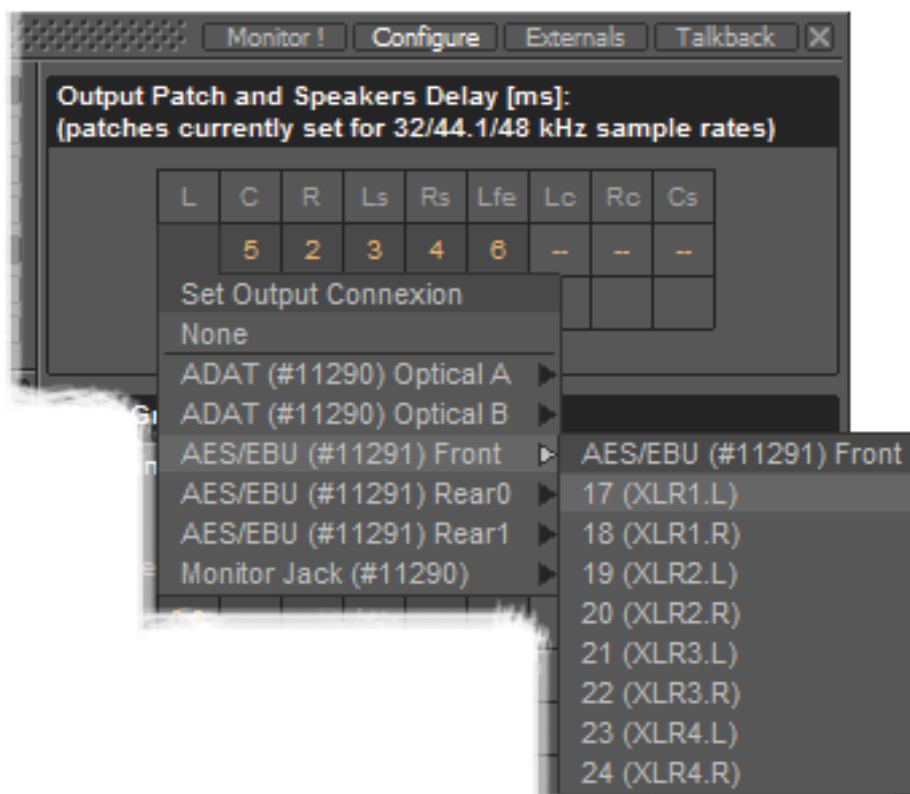 Monitor ! Configure Externals Talkback
Output Patch and Speakers Delay [ms]:
(patches currently set for 32/44.1/48 kHz sample rates)
L C R Ls Rs Lfe Lc Rc Cs
5 2 3 4 6 -- -- --
Set Output Connexion
None
ADAT (#11290) Optical A
ADAT (#11290) Optical B
AES/EBU (#11291) Front
AES/EBU (#11291) Rear0
AES/EBU (#11291) Rear1
Monitor Jack (#11290)
AES/EBU (#11291) Front
17 (XLR1.L)
18 (XLR1.R)
19 (XLR2.L)
20 (XLR2.R)
21 (XLR3.L)
22 (XLR3.R)
23 (XLR4.L)
24 (XLR4.R)